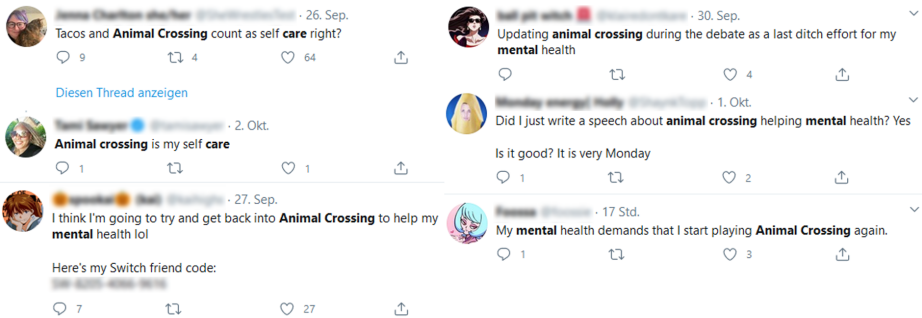 · 26. Sep.
Tacos and Animal Crossing count as self care right?
9 4 64
Diesen Thread anzeigen
· 2. Okt.
Animal crossing is my self care
1 1
· 27. Sep.
I think I'm going to try and get back into Animal Crossing to help my
mental health lol
Here's my Switch friend code:
7 27
· 30. Sep.
Updating animal crossing during the debate as a last ditch effort for my
mental health
4
· 1. Okt.
Did I just write a speech about animal crossing helping mental health? Yes
Is it good? It is very Monday
1 2
· 17 Std.
My mental health demands that I start playing Animal Crossing again.
1 3